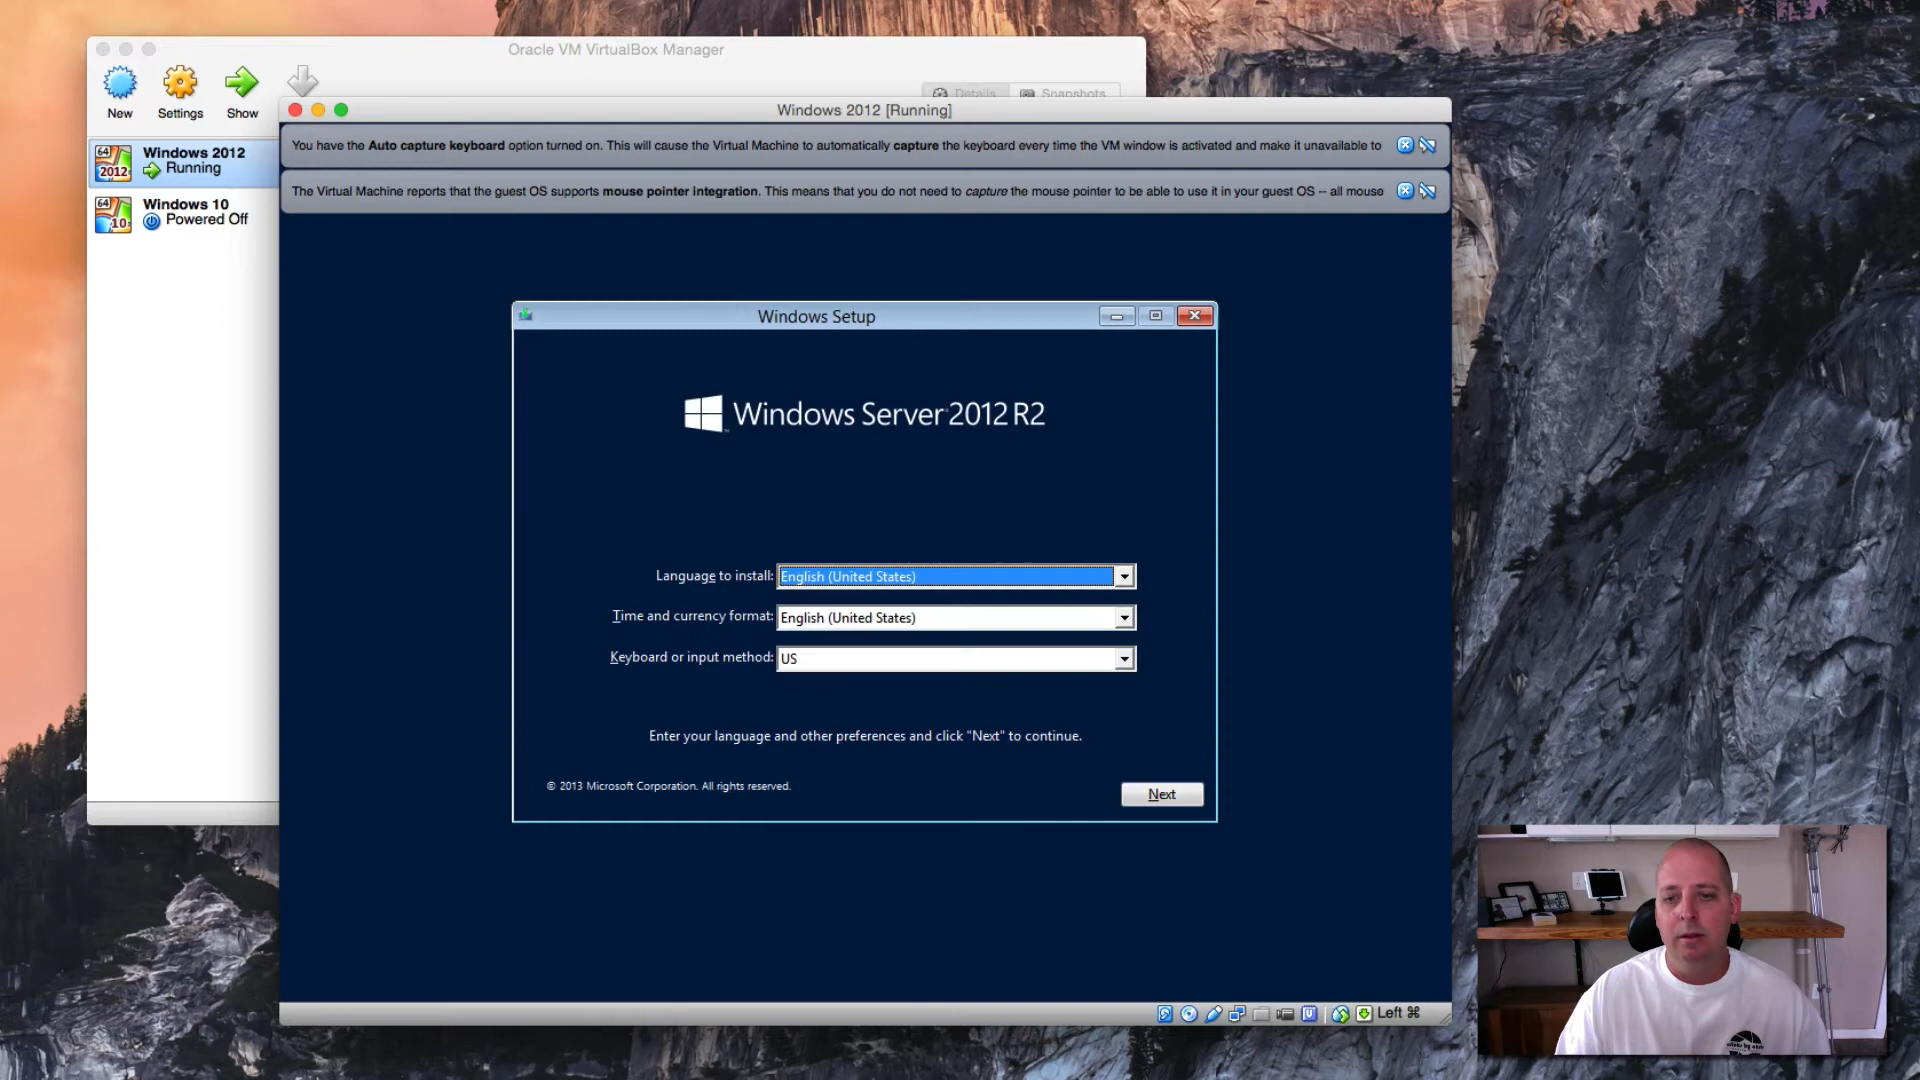 Oracle VM VirtualBox Manager
New
Settings
Show
Details
Snapshots
Windows 2012 [Running]
You have the Auto capture keyboard option turned on. This will cause the Virtual Machine to automatically capture the keyboard every time the VM window is activated and make it unavailable to
The Virtual Machine reports that the guest OS supports mouse pointer integration. This means that you do not need to capture the mouse pointer to be able to use it in your guest OS -- all mouse
64
2012
Windows 2012
Running
64
10
Windows 10
Powered Off
Windows Setup
Windows Server 2012 R2
Language to install: English (United States)
Time and currency format: English (United States)
Keyboard or input method: US
Enter your language and other preferences and click "Next" to continue.
© 2013 Microsoft Corporation. All rights reserved.
Next
Left ⌘